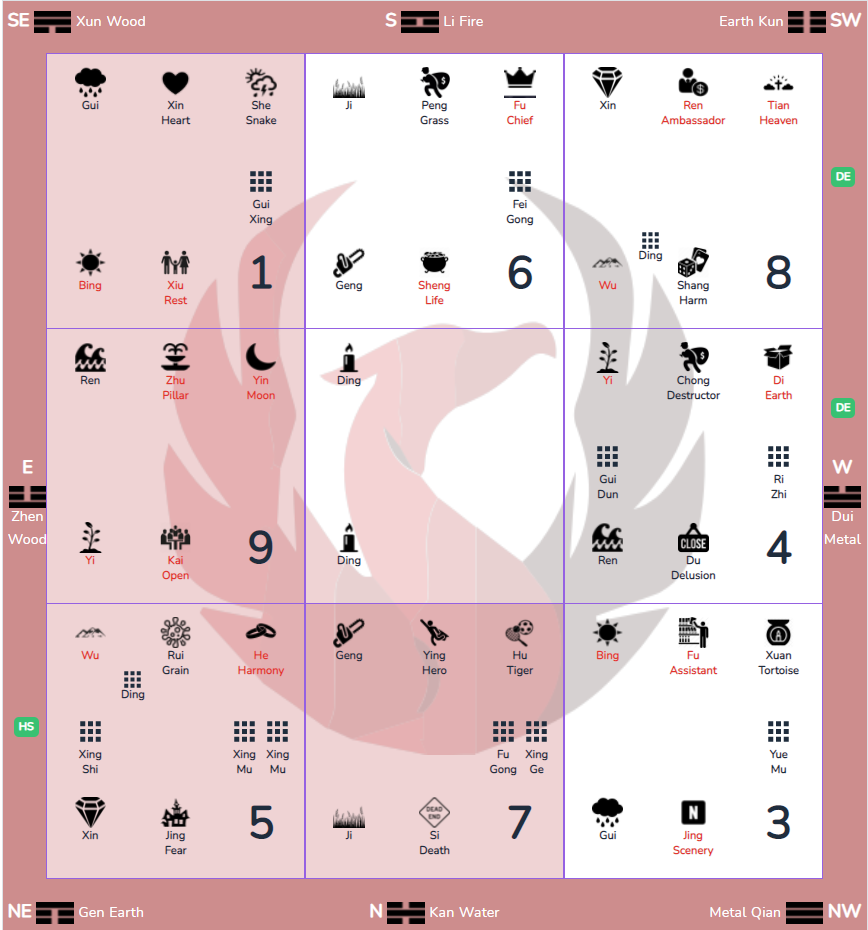 SE Xun Wood
S Li Fire
Earth Kun SW
Gui
Xin
Heart
She
Snake
Gui
Xing
Bing
Xiu
Rest
1
Ji
Peng
Grass
Fu
Chief
Fei
Gong
Geng
Sheng
Life
6
Xin
Ren
Ambassador
Tian
Heaven
Ding
Wu
Shang
Harm
8
DE
E
Zhen
Wood
Ren
Zhu
Pillar
Yin
Moon
Yi
Kai
Open
9
Ding
Ding
Yi
Chong
Destructor
Di
Earth
Gui
Dun
Ri
Zhi
Ren
CLOSE
Du
Delusion
4
DE
W
Dui
Metal
HS
Wu
Rui
Grain
He
Harmony
Ding
Xing
Shi
Xing
Mu
Xing
Mu
Xin
Jing
Fear
5
Geng
Ying
Hero
Hu
Tiger
Fu
Gong
Xing
Ge
Ji
DEAD
END
Si
Death
7
Bing
Fu
Assistant
A
Xuan
Tortoise
Yue
Mu
Gui
N
Jing
Scenery
3
NE Gen Earth
N Kan Water
Metal Qian NW